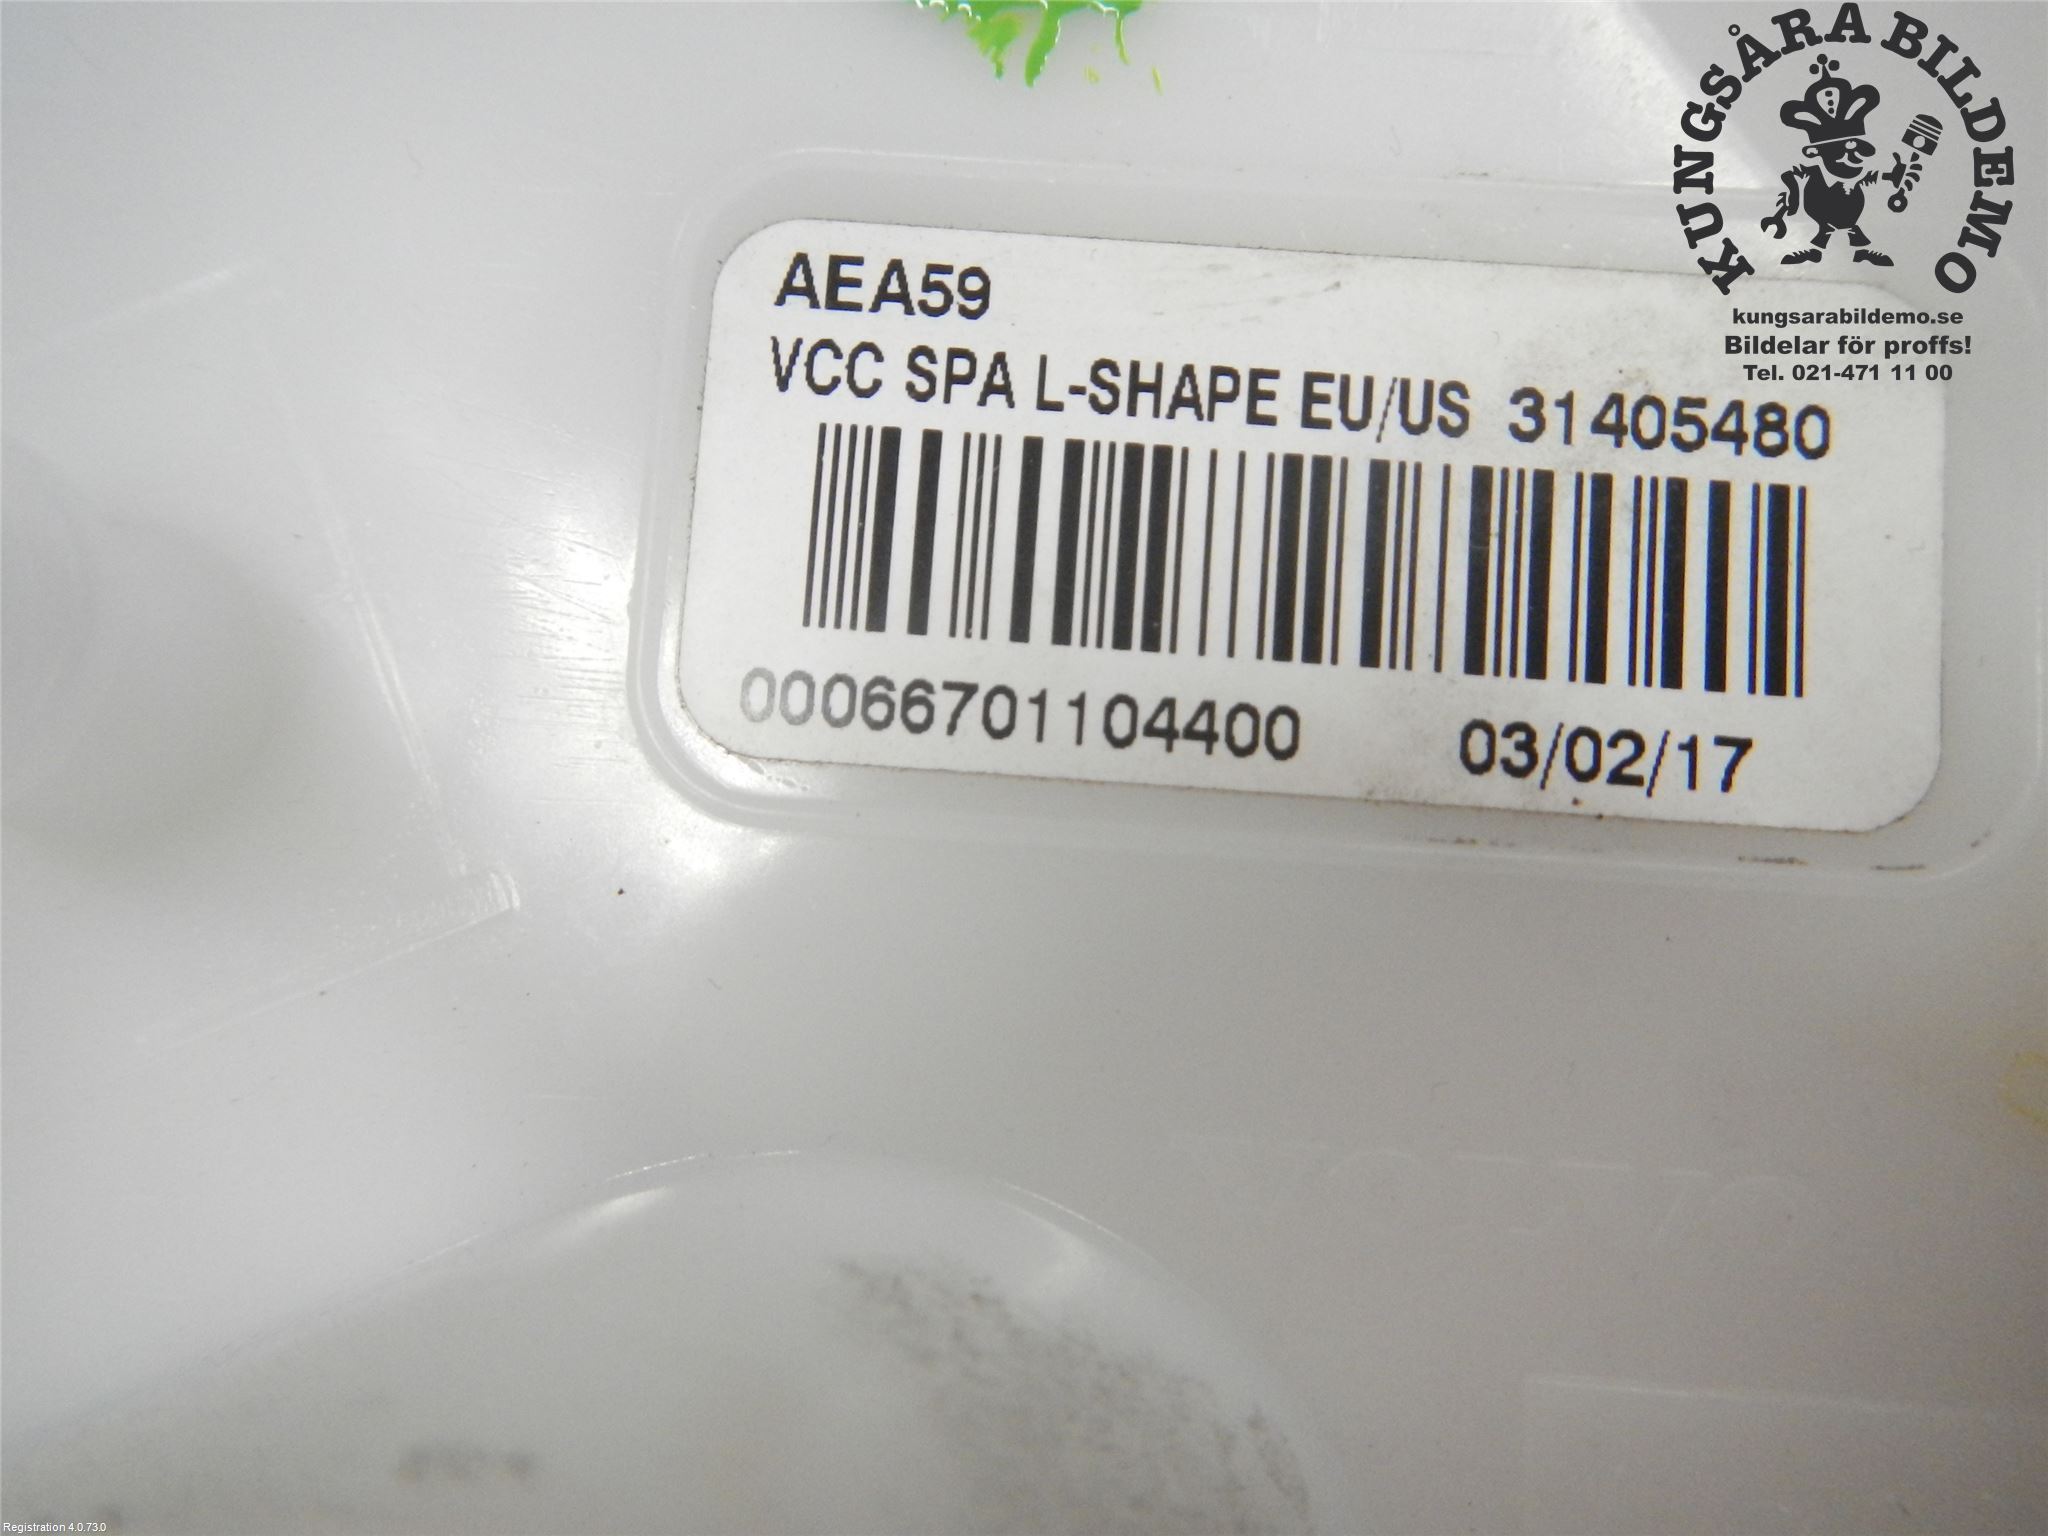 KUNGSÅRA BILDEMO
kungsarabildemo.se
Bildelar för proffs!
Tel. 021-471 11 00
AEA59
VCC SPA L-SHAPE EU/US 31405480
00066701104400 03/02/17
Registration 4.0.73.0